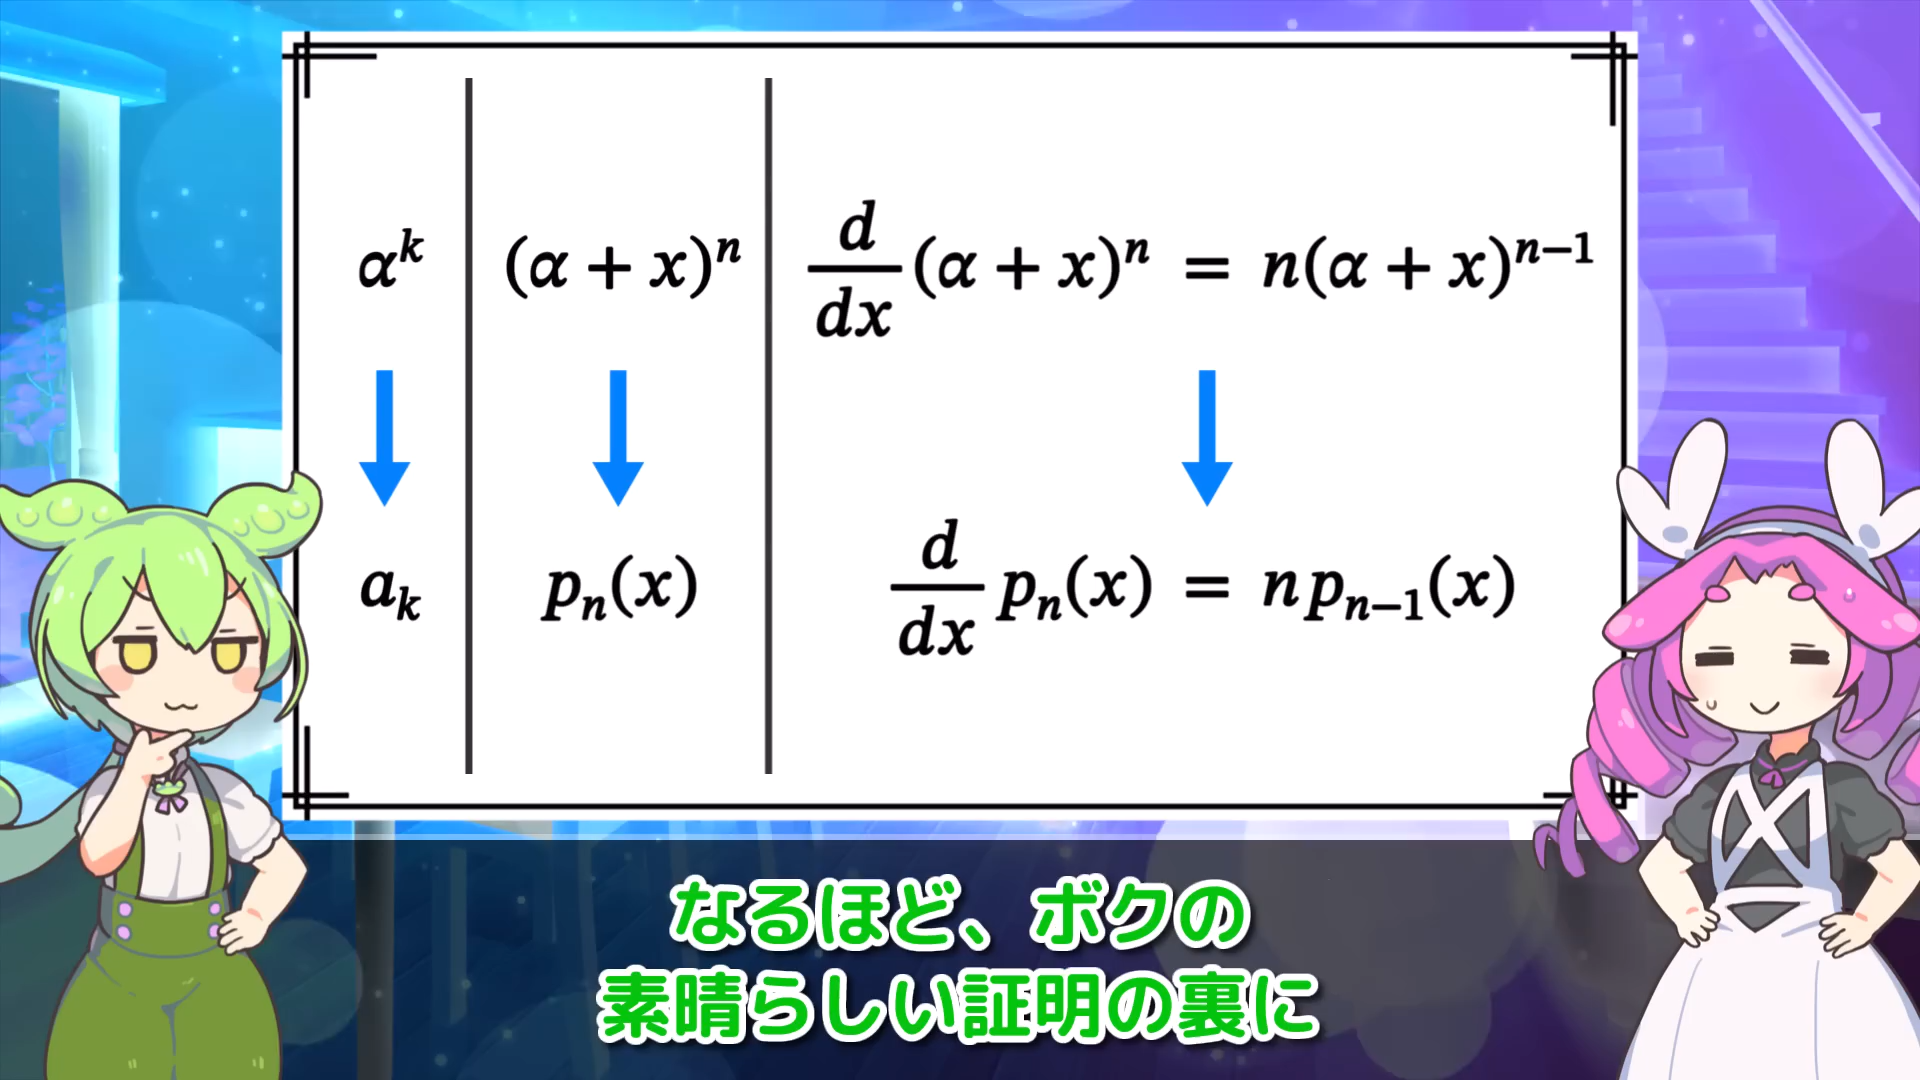 α^k | (α + x)^n | d/dx (α + x)^n = n(α + x)^{n−1}
a_k | p_n(x) | d/dx p_n(x) = n p_{n−1}(x)
なるほど、ボクの
素晴らしい証明の裏に